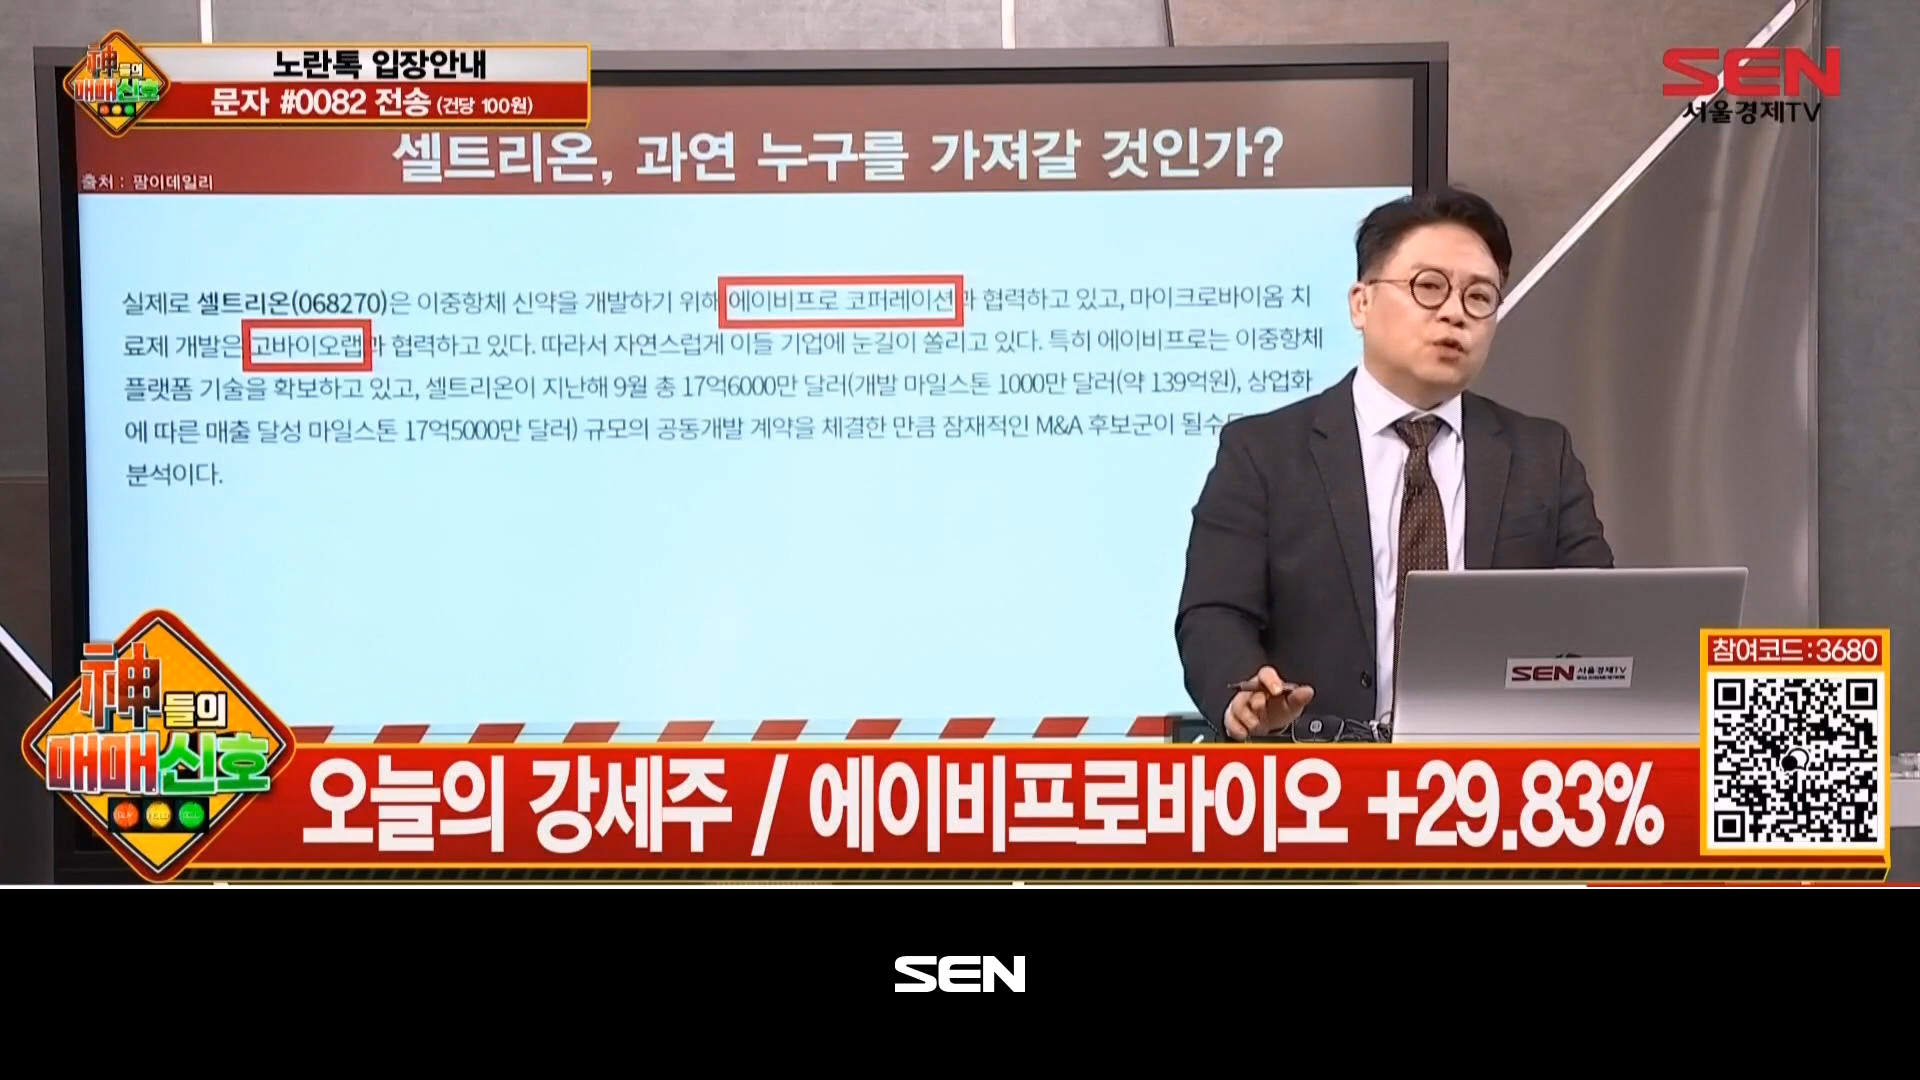 神들의
매매신호
노란톡 입장안내
문자 #0082 전송 (건당 100원)
SEN
서울경제TV
셀트리온, 과연 누구를 가져갈 것인가?
출처 : 팜이데일리
실제로 셀트리온(068270)은 이중항체 신약을 개발하기 위해 에이비프로 코퍼레이션과 협력하고 있고, 마이크로바이옴 치
료제 개발은 고바이오랩과 협력하고 있다. 따라서 자연스럽게 이들 기업에 눈길이 쏠리고 있다. 특히 에이비프로는 이중항체
플랫폼 기술을 확보하고 있고, 셀트리온이 지난해 9월 총 17억6000만 달러(개발 마일스톤 1000만 달러(약 139억원), 상업화
에 따른 매출 달성 마일스톤 17억5000만 달러) 규모의 공동개발 계약을 체결한 만큼 잠재적인 M&A 후보군이 될수
분석이다.
SEN 서울경제TV
참여코드:3680
神들의
매매신호
오늘의 강세주 / 에이비프로바이오 +29.83%
SEN